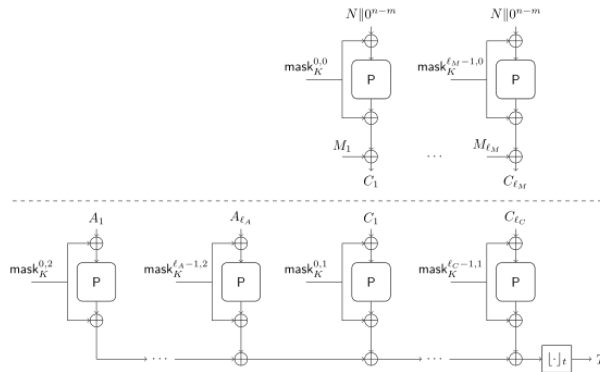 N||0^{n-m} N||0^{n-m}
mask_K^{0,0} P mask_K^{ℓ_M-1,0} P
M_1 ... M_{ℓ_M}
C_1 C_{ℓ_M}
A_1 A_{ℓ_A} C_1 C_{ℓ_C}
mask_K^{0,2} P mask_K^{ℓ_A-1,2} P mask_K^{0,1} P mask_K^{ℓ_C-1,1} P
... ... ⌊·⌋_t